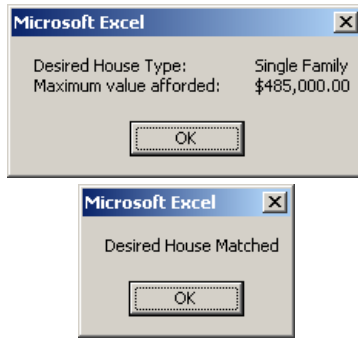 Microsoft Excel
Desired House Type: Single Family
Maximum value afforded: $485,000.00
OK
Microsoft Excel
Desired House Matched
OK